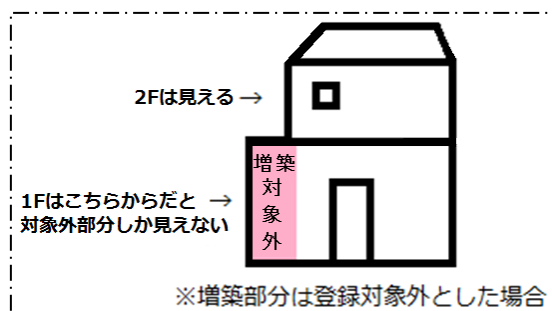 2Fは見える→
増築
対
象
外
1Fはこちらからだと→
対象外部分しか見えない
※増築部分は登録対象外とした場合